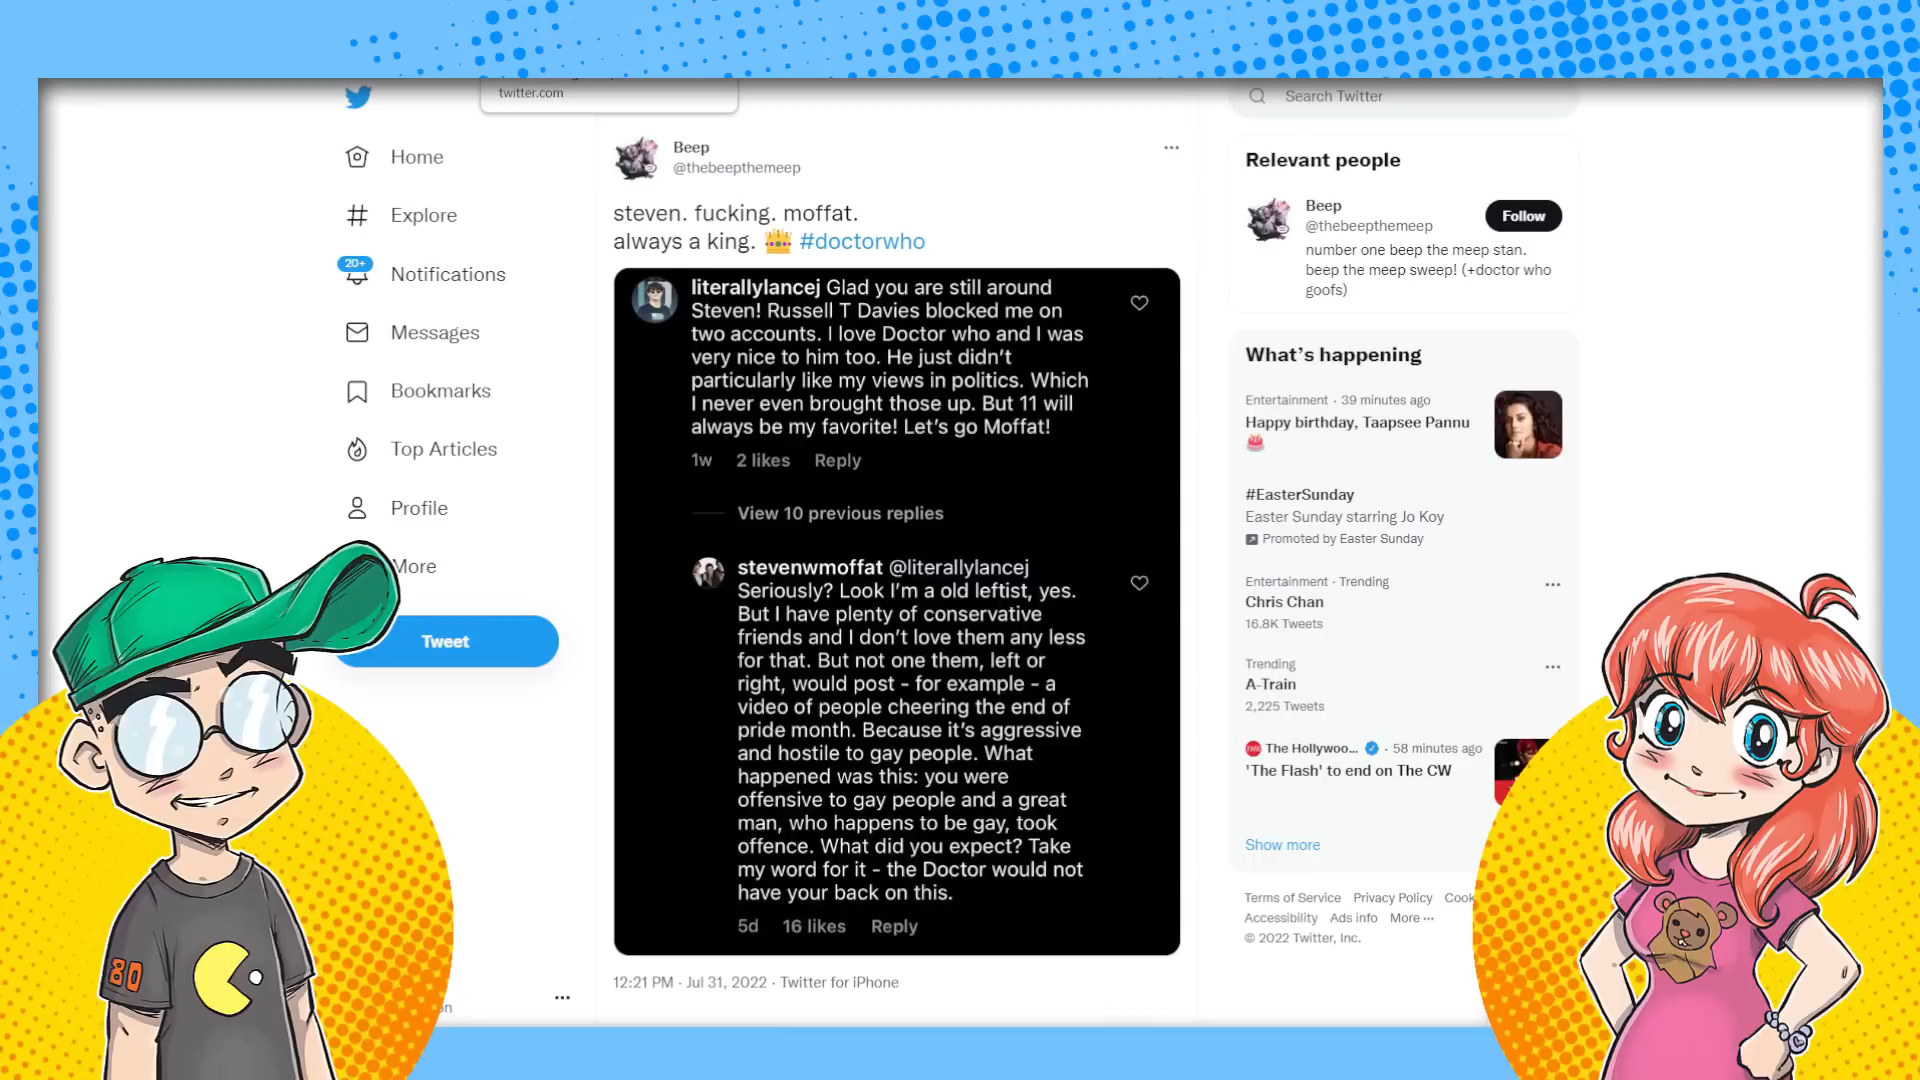 twitter.com
Home
Explore
20+
Notifications
Messages
Bookmarks
Top Articles
Profile
More
Tweet
Beep
@thebeepthemeep
steven. fucking. moffat.
always a king. 👑 #doctorwho
literallylancej Glad you are still around
Steven! Russell T Davies blocked me on
two accounts. I love Doctor who and I was
very nice to him too. He just didn't
particularly like my views in politics. Which
I never even brought those up. But 11 will
always be my favorite! Let's go Moffat!
1w 2 likes Reply
View 10 previous replies
stevenwmoffat @literallylancej
Seriously? Look I'm a old leftist, yes.
But I have plenty of conservative
friends and I don't love them any less
for that. But not one them, left or
right, would post - for example - a
video of people cheering the end of
pride month. Because it's aggressive
and hostile to gay people. What
happened was this: you were
offensive to gay people and a great
man, who happens to be gay, took
offence. What did you expect? Take
my word for it - the Doctor would not
have your back on this.
5d 16 likes Reply
12:21 PM · Jul 31, 2022 · Twitter for iPhone
Search Twitter
Relevant people
Beep
@thebeepthemeep
Follow
number one beep the meep stan.
beep the meep sweep! (+doctor who
goofs)
What's happening
Entertainment · 39 minutes ago
Happy birthday, Taapsee Pannu
🎂
#EasterSunday
Easter Sunday starring Jo Koy
Promoted by Easter Sunday
Entertainment · Trending
Chris Chan
16.8K Tweets
Trending
A-Train
2,225 Tweets
The Hollywoo... · 58 minutes ago
'The Flash' to end on The CW
Show more
Terms of Service Privacy Policy Cook
Accessibility Ads info More ···
© 2022 Twitter, Inc.
80